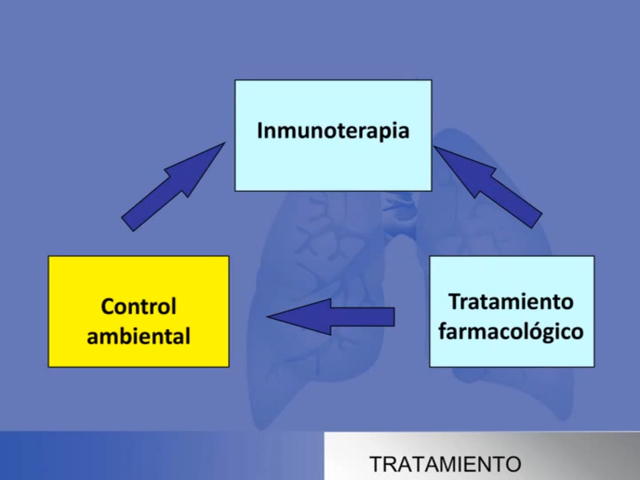 Inmunoterapia
Control
ambiental
Tratamiento
farmacológico
TRATAMIENTO